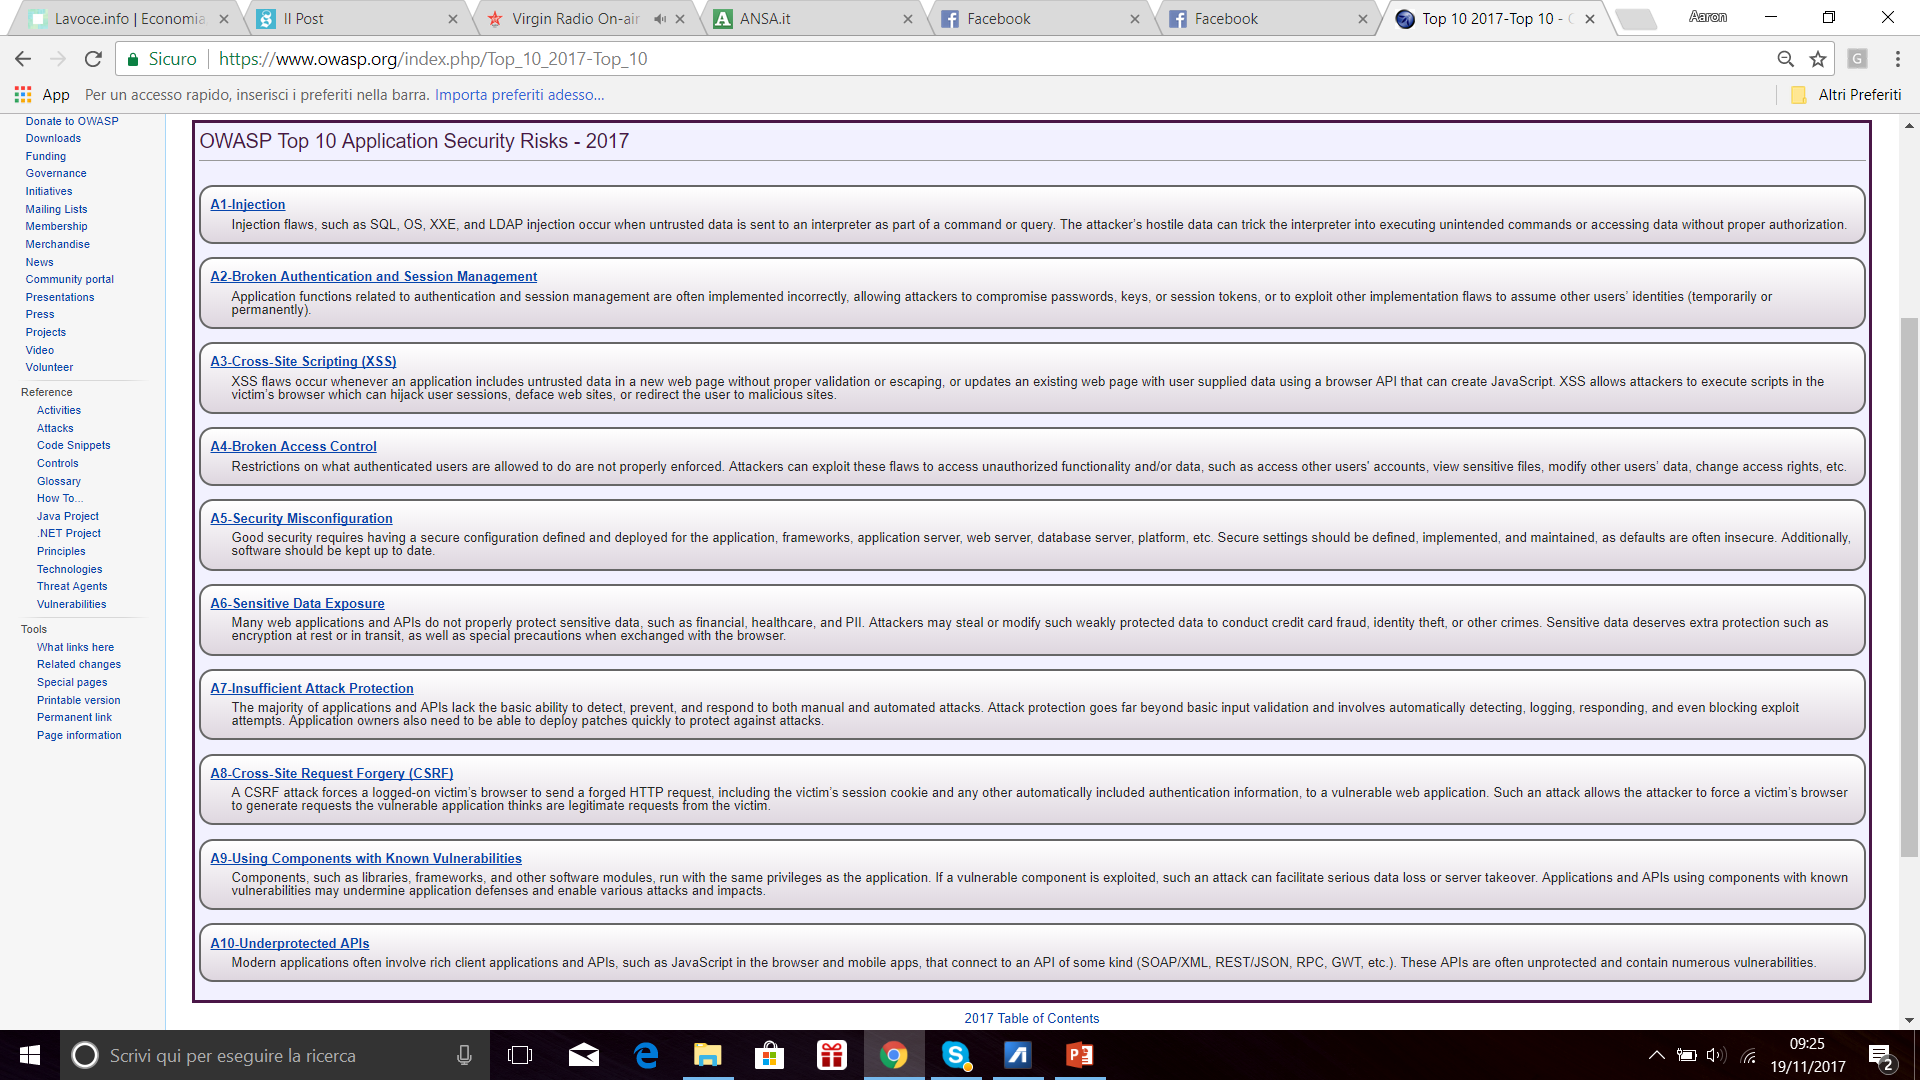 Lavoce.info | Economia
Il Post
Virgin Radio On-air
ANSA.it
Facebook
Facebook
Top 10 2017-Top 10 -
Aaron
Sicuro
https://www.owasp.org/index.php/Top_10_2017-Top_10
G
App
Per un accesso rapido, inserisci i preferiti nella barra. Importa preferiti adesso...
Altri Preferiti
Donate to OWASP
Downloads
Funding
Governance
Initiatives
Mailing Lists
Membership
Merchandise
News
Community portal
Presentations
Press
Projects
Video
Volunteer
Reference
Activities
Attacks
Code Snippets
Controls
Glossary
How To...
Java Project
.NET Project
Principles
Technologies
Threat Agents
Vulnerabilities
Tools
What links here
Related changes
Special pages
Printable version
Permanent link
Page information
OWASP Top 10 Application Security Risks - 2017
A1-Injection
Injection flaws, such as SQL, OS, XXE, and LDAP injection occur when untrusted data is sent to an interpreter as part of a command or query. The attacker's hostile data can trick the interpreter into executing unintended commands or accessing data without proper authorization.
A2-Broken Authentication and Session Management
Application functions related to authentication and session management are often implemented incorrectly, allowing attackers to compromise passwords, keys, or session tokens, or to exploit other implementation flaws to assume other users' identities (temporarily or
permanently).
A3-Cross-Site Scripting (XSS)
XSS flaws occur whenever an application includes untrusted data in a new web page without proper validation or escaping, or updates an existing web page with user supplied data using a browser API that can create JavaScript. XSS allows attackers to execute scripts in the
victim's browser which can hijack user sessions, deface web sites, or redirect the user to malicious sites.
A4-Broken Access Control
Restrictions on what authenticated users are allowed to do are not properly enforced. Attackers can exploit these flaws to access unauthorized functionality and/or data, such as access other users' accounts, view sensitive files, modify other users' data, change access rights, etc.
A5-Security Misconfiguration
Good security requires having a secure configuration defined and deployed for the application, frameworks, application server, web server, database server, platform, etc. Secure settings should be defined, implemented, and maintained, as defaults are often insecure. Additionally,
software should be kept up to date.
A6-Sensitive Data Exposure
Many web applications and APIs do not properly protect sensitive data, such as financial, healthcare, and PII. Attackers may steal or modify such weakly protected data to conduct credit card fraud, identity theft, or other crimes. Sensitive data deserves extra protection such as
encryption at rest or in transit, as well as special precautions when exchanged with the browser.
A7-Insufficient Attack Protection
The majority of applications and APIs lack the basic ability to detect, prevent, and respond to both manual and automated attacks. Attack protection goes far beyond basic input validation and involves automatically detecting, logging, responding, and even blocking exploit
attempts. Application owners also need to be able to deploy patches quickly to protect against attacks.
A8-Cross-Site Request Forgery (CSRF)
A CSRF attack forces a logged-on victim's browser to send a forged HTTP request, including the victim's session cookie and any other automatically included authentication information, to a vulnerable web application. Such an attack allows the attacker to force a victim's browser
to generate requests the vulnerable application thinks are legitimate requests from the victim.
A9-Using Components with Known Vulnerabilities
Components, such as libraries, frameworks, and other software modules, run with the same privileges as the application. If a vulnerable component is exploited, such an attack can facilitate serious data loss or server takeover. Applications and APIs using components with known
vulnerabilities may undermine application defenses and enable various attacks and impacts.
A10-Underprotected APIs
Modern applications often involve rich client applications and APIs, such as JavaScript in the browser and mobile apps, that connect to an API of some kind (SOAP/XML, REST/JSON, RPC, GWT, etc.). These APIs are often unprotected and contain numerous vulnerabilities.
2017 Table of Contents
Scrivi qui per eseguire la ricerca
09:25
19/11/2017
2